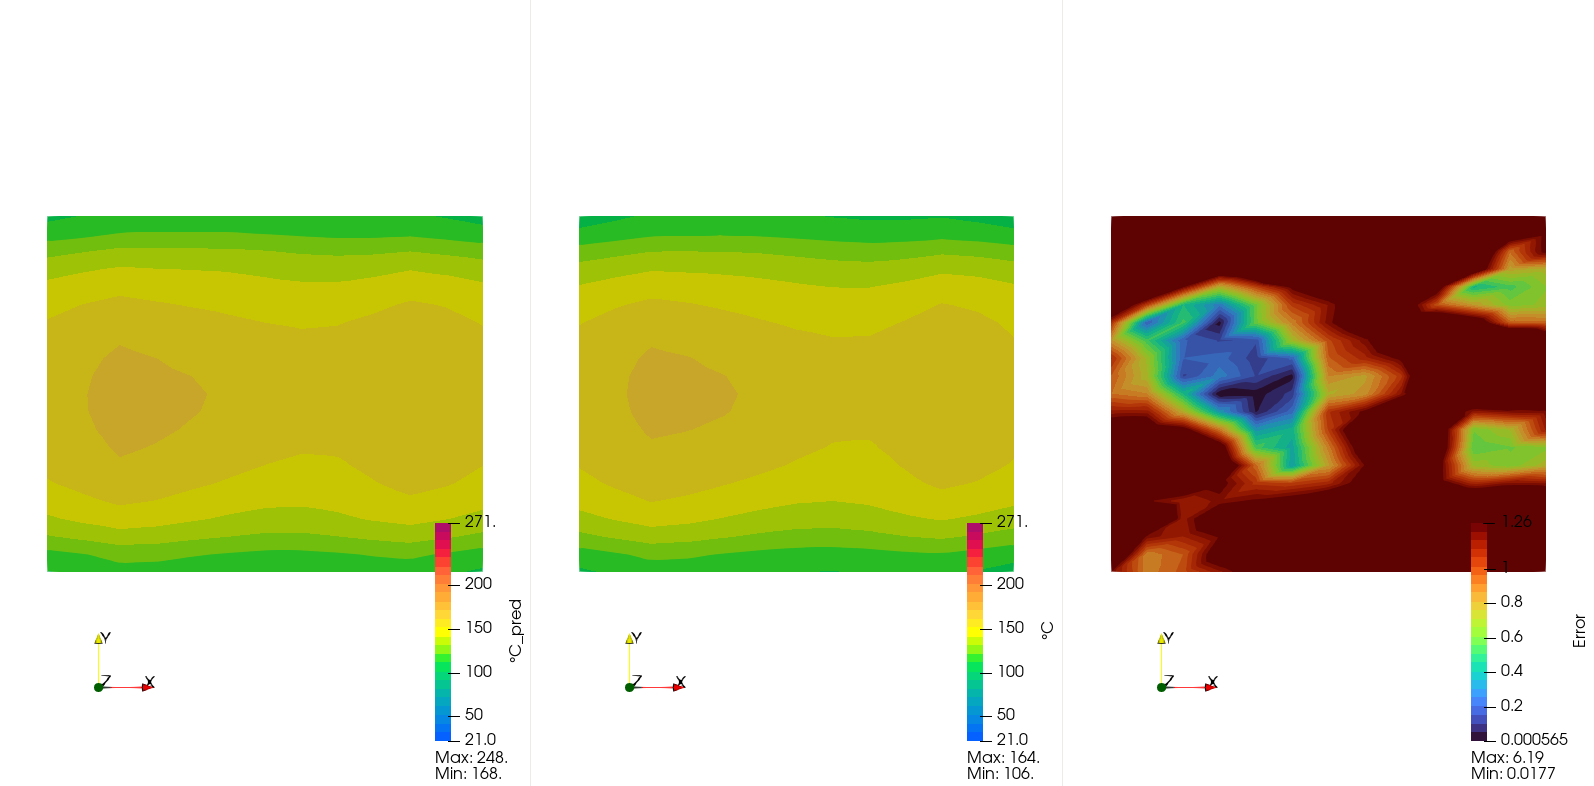 271.
200
150
100
50
21.0
°C_pred
Max: 248.
Min: 168.
Y
Z
X
271.
200
150
100
50
21.0
°C
Max: 164.
Min: 106.
Y
Z
X
1.26
1
0.8
0.6
0.4
0.2
0.000565
Error
Max: 6.19
Min: 0.0177
Y
Z
X